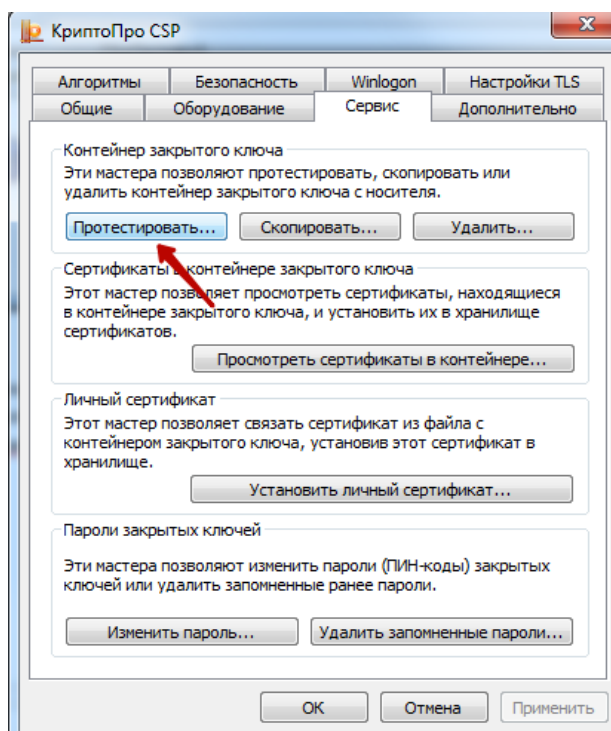 КриптоПро CSP
Алгоритмы Безопасность Winlogon Настройки TLS
Общие Оборудование Сервис Дополнительно
Контейнер закрытого ключа
Эти мастера позволяют протестировать, скопировать или
удалить контейнер закрытого ключа с носителя.
Протестировать... Скопировать... Удалить...
Сертификаты в контейнере закрытого ключа
Этот мастер позволяет просмотреть сертификаты, находящиеся
в контейнере закрытого ключа, и установить их в хранилище
сертификатов.
Просмотреть сертификаты в контейнере...
Личный сертификат
Этот мастер позволяет связать сертификат из файла с
контейнером закрытого ключа, установив этот сертификат в
хранилище.
Установить личный сертификат...
Пароли закрытых ключей
Эти мастера позволяют изменить пароли (ПИН-коды) закрытых
ключей или удалить запомненные ранее пароли.
Изменить пароль... Удалить запомненные пароли...
ОК Отмена Применить